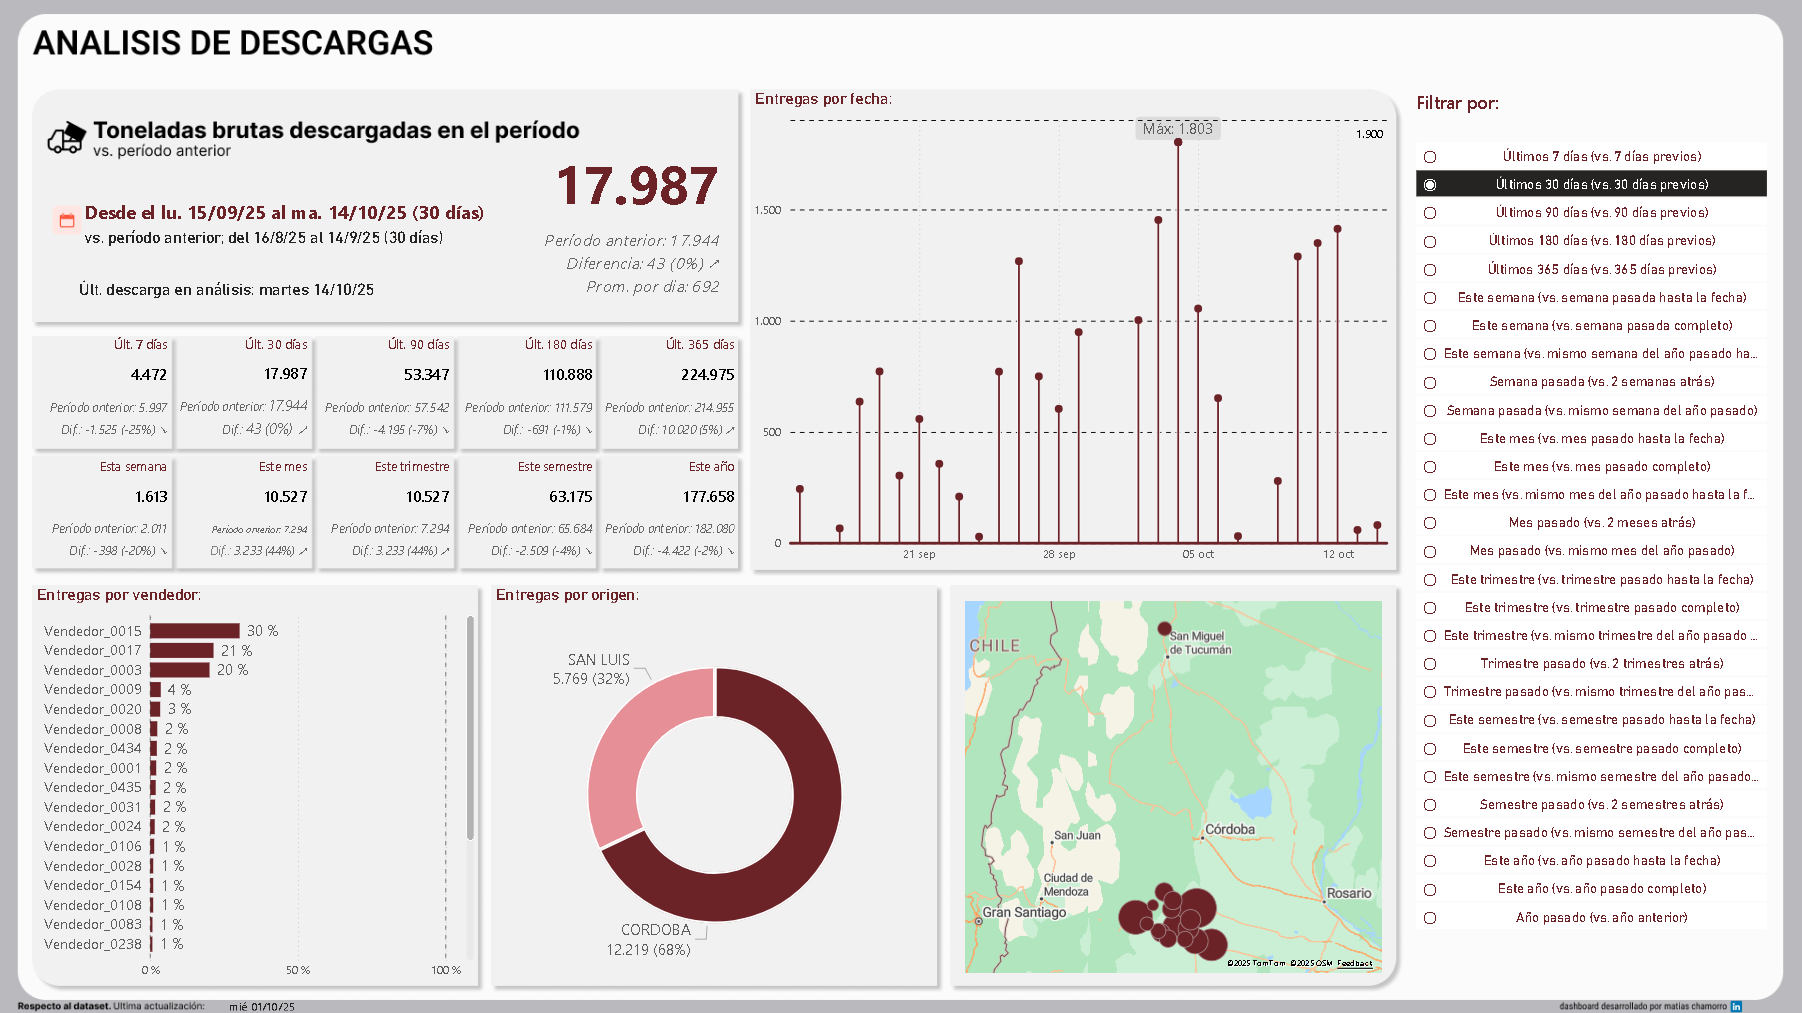 ANALISIS DE DESCARGAS
Toneladas brutas descargadas en el período
vs. período anterior
17.987
Desde el lu. 15/09/25 al ma. 14/10/25 (30 días)
vs. período anterior; del 16/8/25 al 14/9/25 (30 días)
Período anterior: 17.944
Diferencia: 43 (0%) ↗
Prom. por dia: 692
Últ. descarga en análisis: martes 14/10/25
Últ. 7 días
4.472
Período anterior: 5.997
Dif.: -1.525 (-25%) ↘
Últ. 30 días
17.987
Período anterior: 17.944
Dif.: 43 (0%) ↗
Últ. 90 días
53.347
Período anterior: 57.542
Dif.: -4.195 (-7%) ↘
Últ. 180 días
110.888
Período anterior: 111.579
Dif.: -691 (-1%) ↘
Últ. 365 días
224.975
Período anterior: 214.955
Dif.: 10.020 (5%) ↗
Esta semana
1.613
Período anterior: 2.011
Dif.: -398 (-20%) ↘
Este mes
10.527
Período anterior: 7.294
Dif.: 3.233 (44%) ↗
Este trimestre
10.527
Período anterior: 7.294
Dif.: 3.233 (44%) ↗
Este semestre
63.175
Período anterior: 65.684
Dif.: -2.509 (-4%) ↘
Este año
177.658
Período anterior: 182.080
Dif.: -4.422 (-2%) ↘
Entregas por fecha:
Máx: 1.803
1.900
1.500
1.000
500
0
21 sep
28 sep
05 oct
12 oct
Entregas por vendedor:
Vendedor_0015 30 %
Vendedor_0017 21 %
Vendedor_0003 20 %
Vendedor_0009 4 %
Vendedor_0020 3 %
Vendedor_0008 2 %
Vendedor_0434 2 %
Vendedor_0001 2 %
Vendedor_0435 2 %
Vendedor_0031 2 %
Vendedor_0024 2 %
Vendedor_0106 1 %
Vendedor_0028 1 %
Vendedor_0154 1 %
Vendedor_0108 1 %
Vendedor_0083 1 %
Vendedor_0238 1 %
0 %
50 %
100 %
Entregas por origen:
SAN LUIS
5.769 (32%)
CORDOBA
12.219 (68%)
CHILE
San Miguel
de Tucumán
San Juan
Córdoba
Ciudad de
Mendoza
Gran Santiago
Rosario
©2025 TomTom ©2025 OSM Feedback
Filtrar por:
Últimos 7 días (vs. 7 días previos)
Últimos 30 días (vs. 30 días previos)
Últimos 90 días (vs. 90 días previos)
Últimos 180 días (vs. 180 días previos)
Últimos 365 días (vs. 365 días previos)
Este semana (vs. semana pasada hasta la fecha)
Este semana (vs. semana pasada completo)
Este semana (vs. mismo semana del año pasado ha...
Semana pasada (vs. 2 semanas atrás)
Semana pasada (vs. mismo semana del año pasado)
Este mes (vs. mes pasado hasta la fecha)
Este mes (vs. mes pasado completo)
Este mes (vs. mismo mes del año pasado hasta la f...
Mes pasado (vs. 2 meses atrás)
Mes pasado (vs. mismo mes del año pasado)
Este trimestre (vs. trimestre pasado hasta la fecha)
Este trimestre (vs. trimestre pasado completo)
Este trimestre (vs. mismo trimestre del año pasado ...
Trimestre pasado (vs. 2 trimestres atrás)
Trimestre pasado (vs. mismo trimestre del año pas...
Este semestre (vs. semestre pasado hasta la fecha)
Este semestre (vs. semestre pasado completo)
Este semestre (vs. mismo semestre del año pasado...
Semestre pasado (vs. 2 semestres atrás)
Semestre pasado (vs. mismo semestre del año pas...
Este año (vs. año pasado hasta la fecha)
Este año (vs. año pasado completo)
Año pasado (vs. año anterior)
Respecto al dataset. Ultima actualización: mié 01/10/25
dashboard desarrollado por matias chamorro in